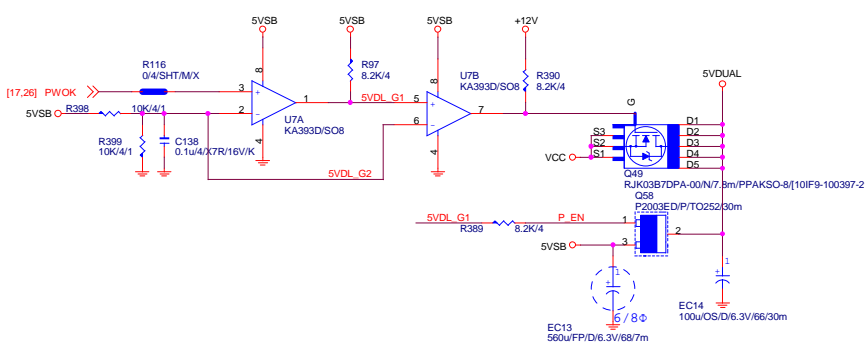 5VSB
5VSB
5VSB
+12V
R116
0/4/SHT/M/X
R97
8.2K/4
U7B
KA393D/SO8
R390
8.2K/4
5VDUAL
[17,26] PWOK
3
8
+
2
−
1
4
5VDL_G1
5
8
+
6
−
7
4
G
5VSB
R398
10K/4/1
U7A
KA393D/SO8
R399
10K/4/1
C138
0.1u/4/X7R/16V/K
5VDL_G2
S3
S2
S1
VCC
D1
D2
D3
D4
D5
Q49
RJK03B7DPA-00/N/7.8m/PPAKSO-8/[10IF9-100397-2
Q58
P2003ED/P/TO252/30m
5VDL_G1
R389
8.2K/4
P_EN
1
2
3
5VSB
1
+
6/8Φ
EC13
560u/FP/D/6.3V/68/7m
1
+
EC14
100u/OS/D/6.3V/66/30m